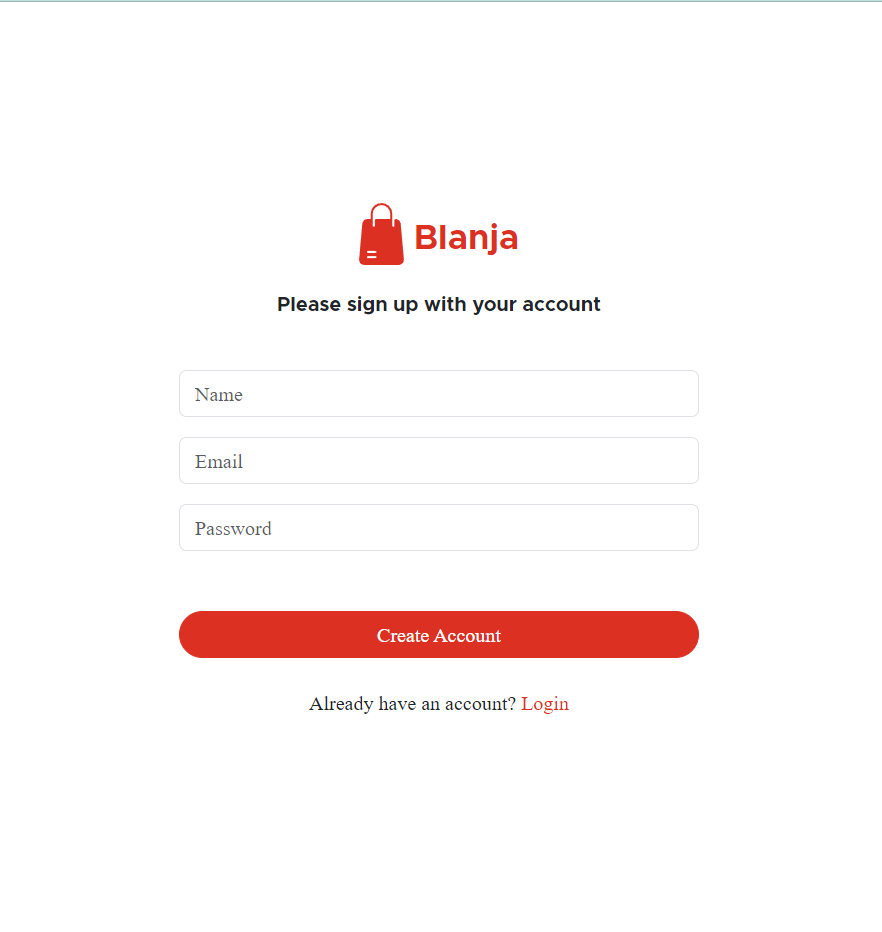 Blanja
Please sign up with your account
Name
Email
Password
Create Account
Already have an account? Login